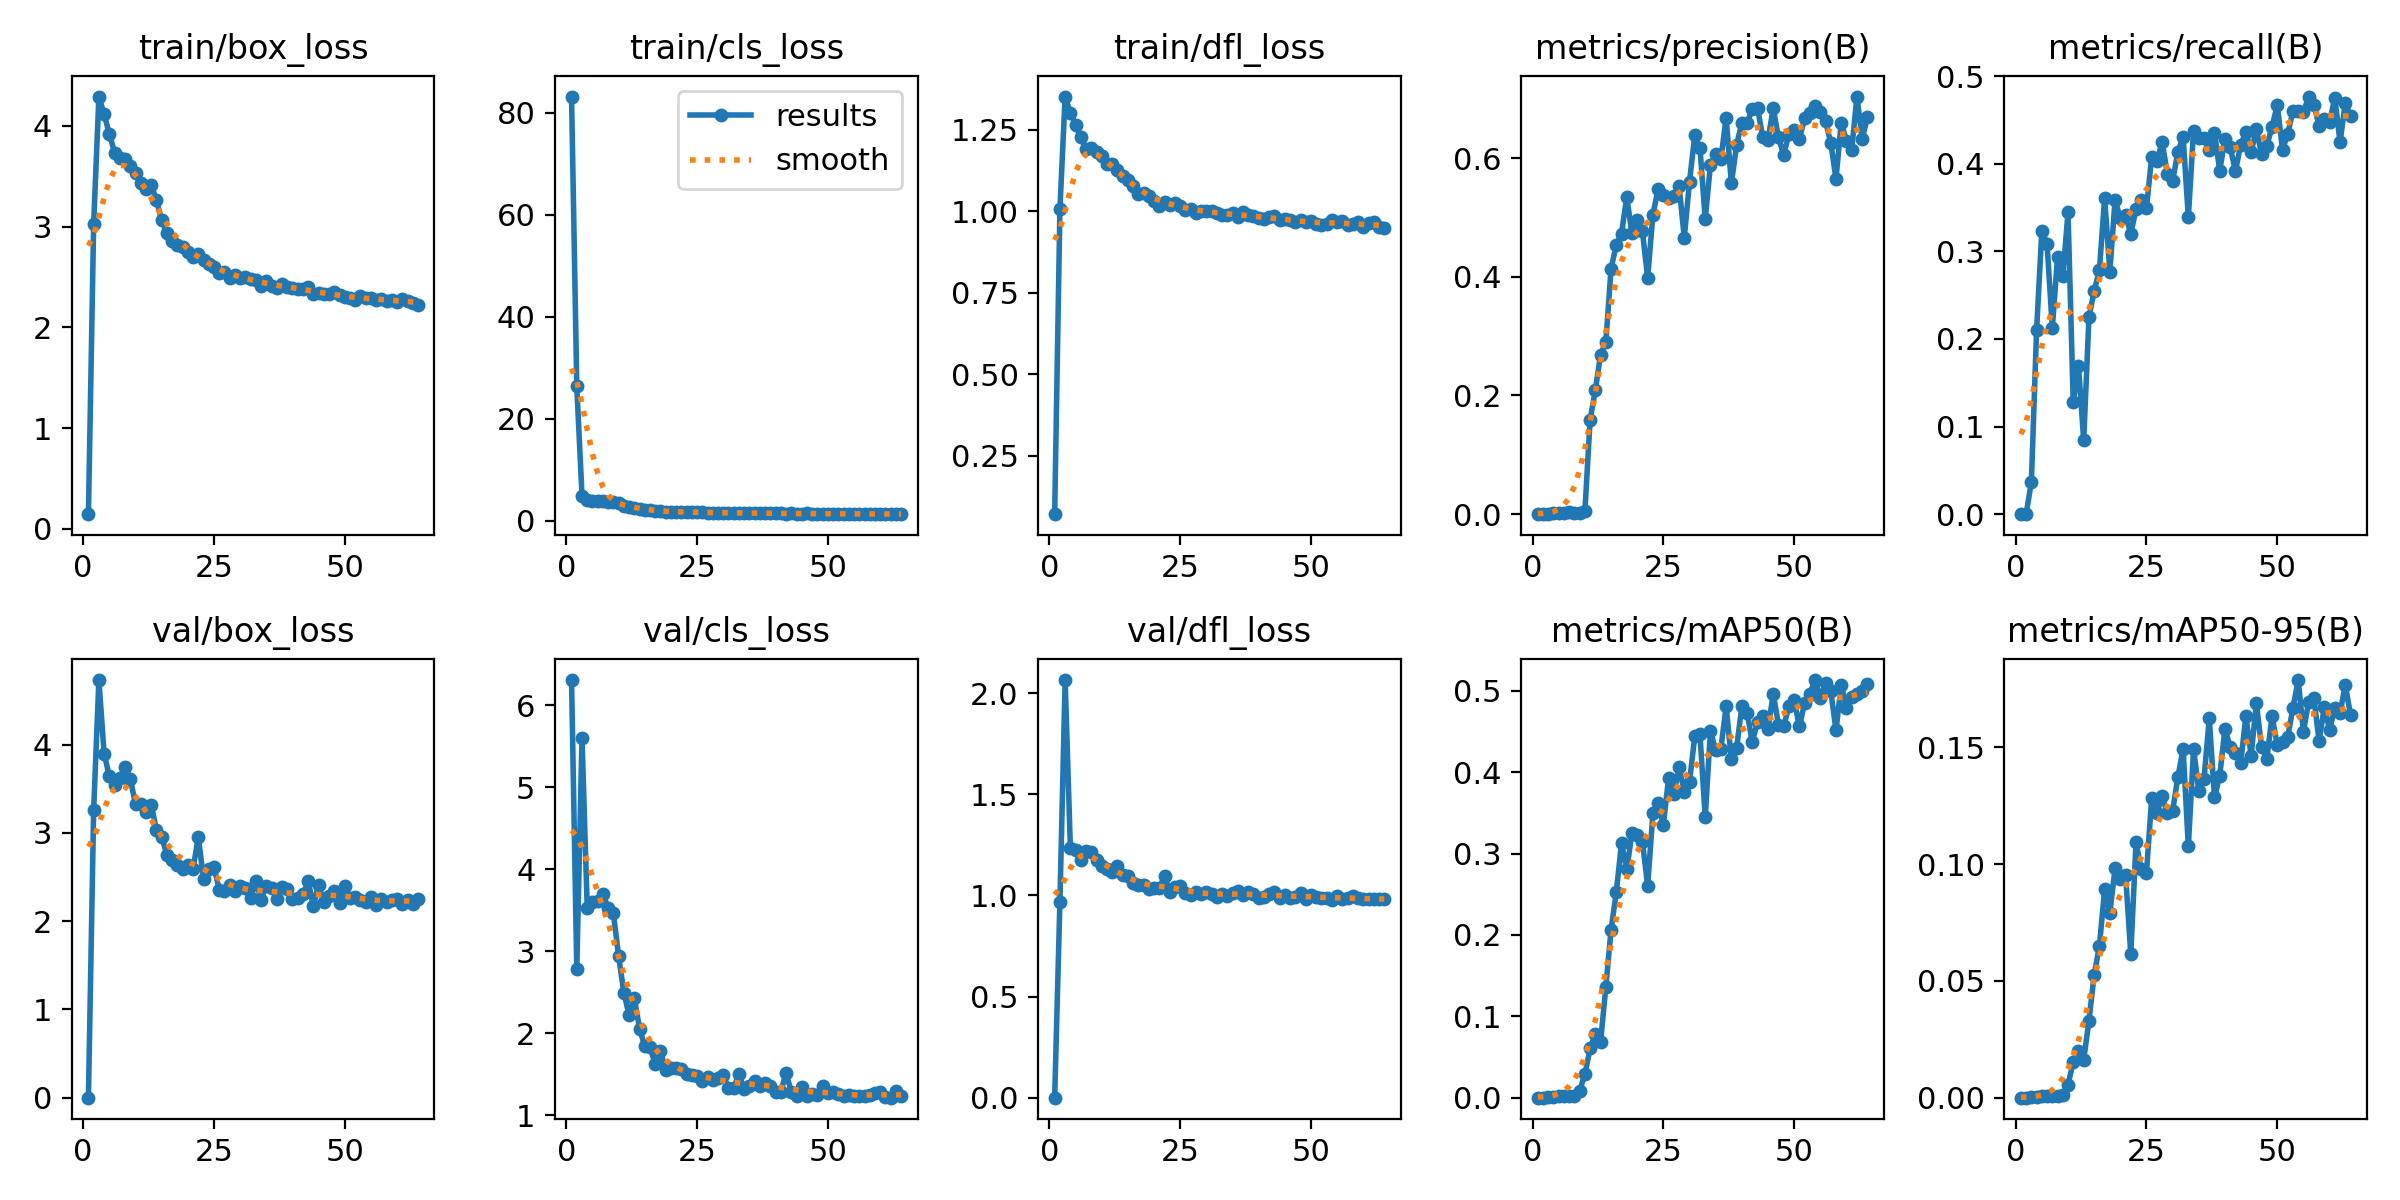 train/box_loss
train/cls_loss
train/dfl_loss
metrics/precision(B)
metrics/recall(B)
4
3
2
1
0
0 25 50
80
60
40
20
0
results
smooth
0 25 50
1.25
1.00
0.75
0.50
0.25
0 25 50
0.6
0.4
0.2
0.0
0 25 50
0.5
0.4
0.3
0.2
0.1
0.0
0 25 50
val/box_loss
val/cls_loss
val/dfl_loss
metrics/mAP50(B)
metrics/mAP50-95(B)
4
3
2
1
0
0 25 50
6
5
4
3
2
1
0 25 50
2.0
1.5
1.0
0.5
0.0
0 25 50
0.5
0.4
0.3
0.2
0.1
0.0
0 25 50
0.15
0.10
0.05
0.00
0 25 50